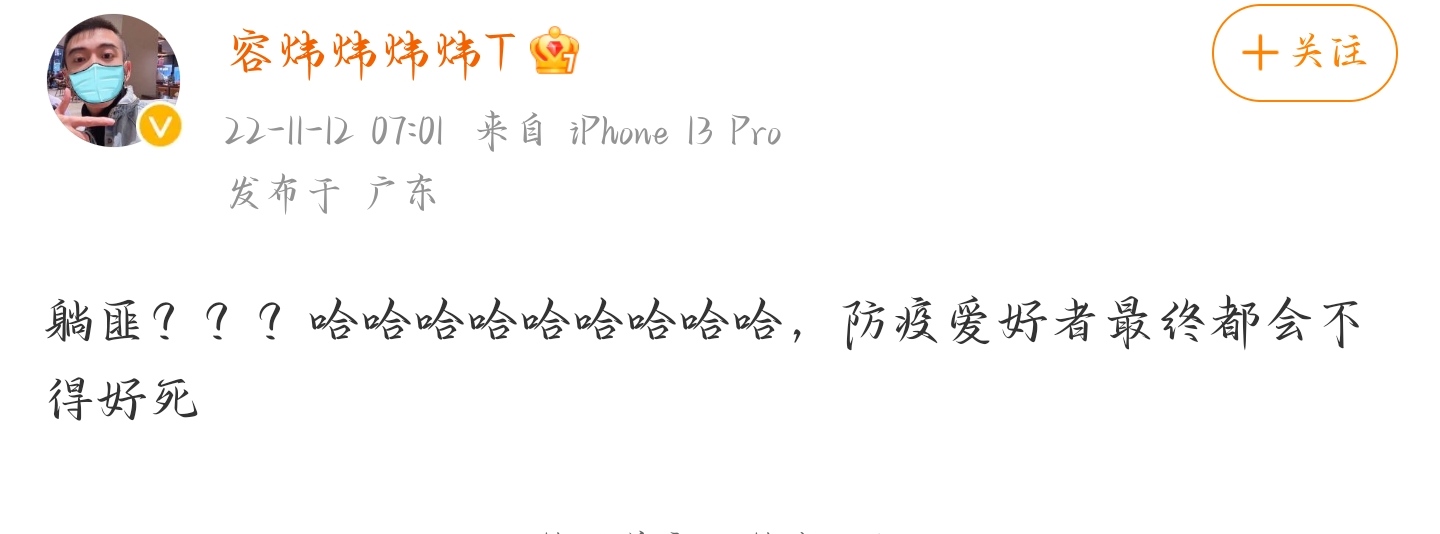 容炜炜炜炜T
+关注
22-11-12 07:01 来自 iPhone 13 Pro
发布于 广东
躺匪？？？哈哈哈哈哈哈哈哈哈，防疫爱好者最终都会不
得好死